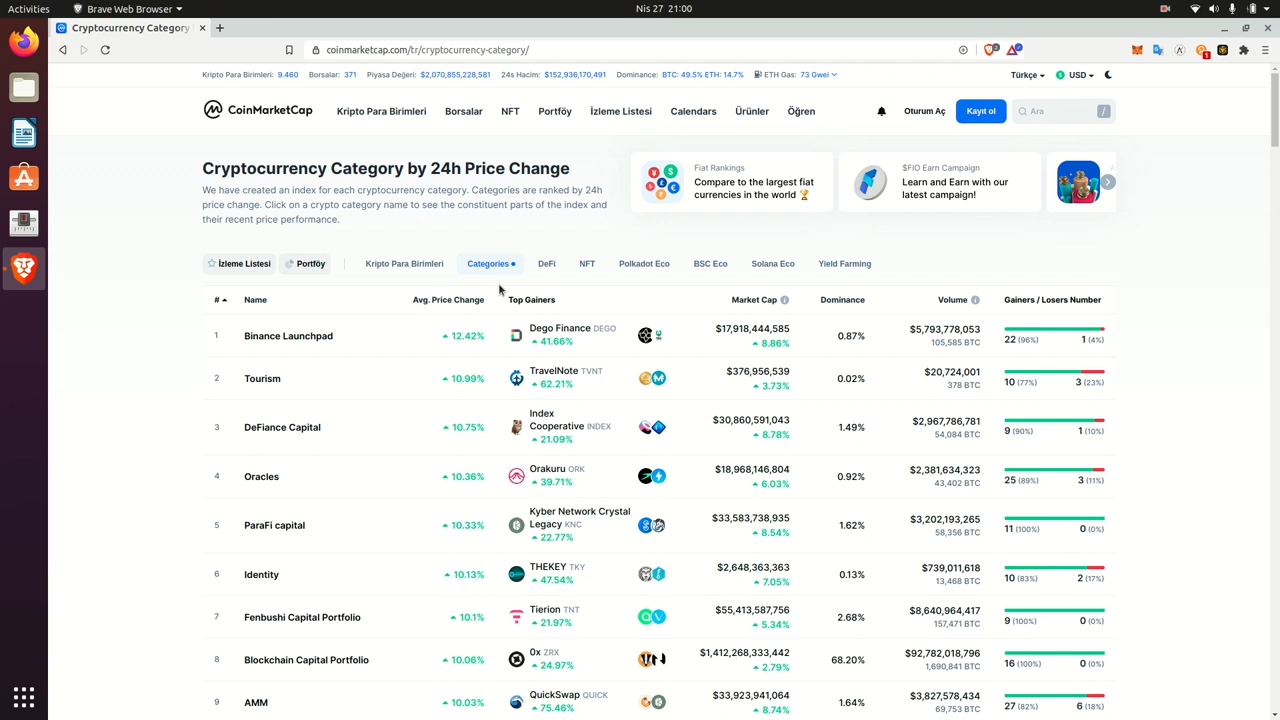 Activities
Brave Web Browser
Nis 27 21:00
Cryptocurrency Category
coinmarketcap.com/tr/cryptocurrency-category/
Kripto Para Birimleri: 9.460 Borsalar: 371 Piyasa Değeri: $2,070,855,228,581 24s Hacim: $152,936,170,491 Dominance: BTC: 49.5% ETH: 14.7% ETH Gas: 73 Gwei
Türkçe USD
CoinMarketCap
Kripto Para Birimleri Borsalar NFT Portföy İzleme Listesi Calendars Ürünler Öğren
Oturum Aç Kayıt ol Ara /
Cryptocurrency Category by 24h Price Change
We have created an index for each cryptocurrency category. Categories are ranked by 24h
price change. Click on a crypto category name to see the constituent parts of the index and
their recent price performance.
Fiat Rankings
Compare to the largest fiat
currencies in the world
$FIO Earn Campaign
Learn and Earn with our
latest campaign!
İzleme Listesi Portföy Kripto Para Birimleri Categories DeFi NFT Polkadot Eco BSC Eco Solana Eco Yield Farming
# Name Avg. Price Change Top Gainers Market Cap Dominance Volume Gainers / Losers Number
1 Binance Launchpad 12.42% Dego Finance DEGO 41.66% $17,918,444,585 8.86% 0.87% $5,793,778,053 105,585 BTC 22 (96%) 1 (4%)
2 Tourism 10.99% TravelNote TVNT 62.21% $376,956,539 3.73% 0.02% $20,724,001 378 BTC 10 (77%) 3 (23%)
3 DeFiance Capital 10.75% Index Cooperative INDEX 21.09% $30,860,591,043 8.78% 1.49% $2,967,786,781 54,084 BTC 9 (90%) 1 (10%)
4 Oracles 10.36% Orakuru ORK 39.71% $18,968,146,804 6.03% 0.92% $2,381,634,323 43,402 BTC 25 (89%) 3 (11%)
5 ParaFi capital 10.33% Kyber Network Crystal Legacy KNC 22.77% $33,583,738,935 8.54% 1.62% $3,202,193,265 58,356 BTC 11 (100%) 0 (0%)
6 Identity 10.13% THEKEY TKY 47.54% $2,648,363,363 7.05% 0.13% $739,011,618 13,468 BTC 10 (83%) 2 (17%)
7 Fenbushi Capital Portfolio 10.1% Tierion TNT 21.97% $55,413,587,756 5.34% 2.68% $8,640,964,417 157,471 BTC 9 (100%) 0 (0%)
8 Blockchain Capital Portfolio 10.06% 0x ZRX 24.97% $1,412,268,333,442 2.79% 68.20% $92,782,018,796 1,690,841 BTC 16 (100%) 0 (0%)
9 AMM 10.03% QuickSwap QUICK 75.46% $33,923,941,064 8.74% 1.64% $3,827,578,434 69,753 BTC 27 (82%) 6 (18%)